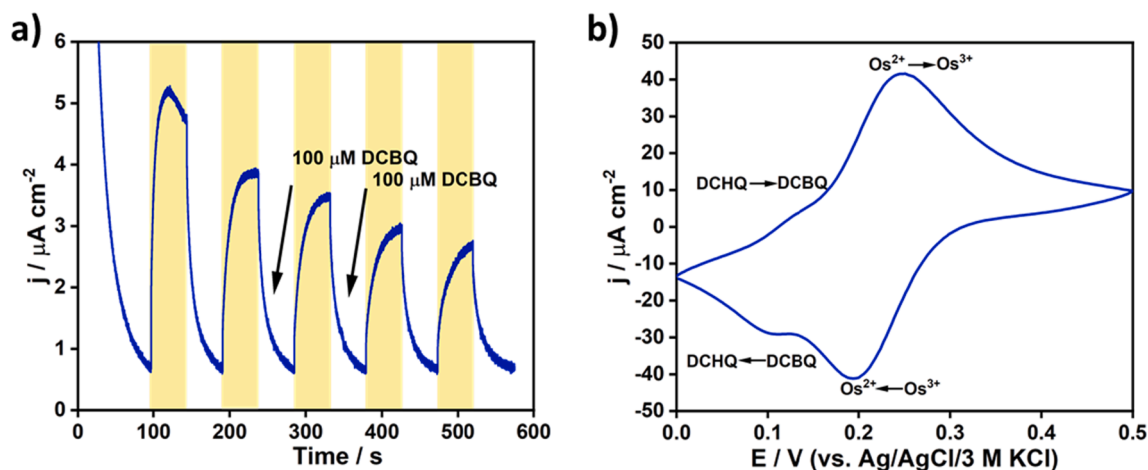 a)
6
5
4
3
2
1
0
j / μA cm⁻²
100 μM DCBQ
100 μM DCBQ
0 100 200 300 400 500 600
Time / s
b)
50
40
30
20
10
0
-10
-20
-30
-40
-50
j / μA cm⁻²
Os²⁺ → Os³⁺
DCHQ → DCBQ
DCHQ ← DCBQ
Os²⁺ ← Os³⁺
0.0 0.1 0.2 0.3 0.4 0.5
E / V (vs. Ag/AgCl/3 M KCl)